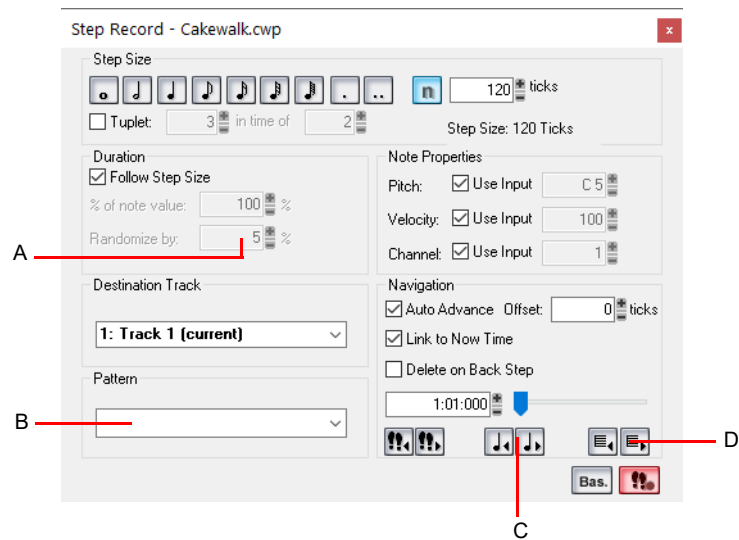 Step Record - Cakewalk.cwp
x
Step Size
n 120 ticks
Tuplet: 3 in time of 2
Step Size: 120 Ticks
Duration
Follow Step Size
% of note value: 100 %
Randomize by: 5 %
A
Note Properties
Pitch: Use Input C 5
Velocity: Use Input 100
Channel: Use Input 1
Destination Track
1: Track 1 (current)
Pattern
B
Navigation
Auto Advance Offset: 0 ticks
Link to Now Time
Delete on Back Step
1:01:000
D
Bas.
C